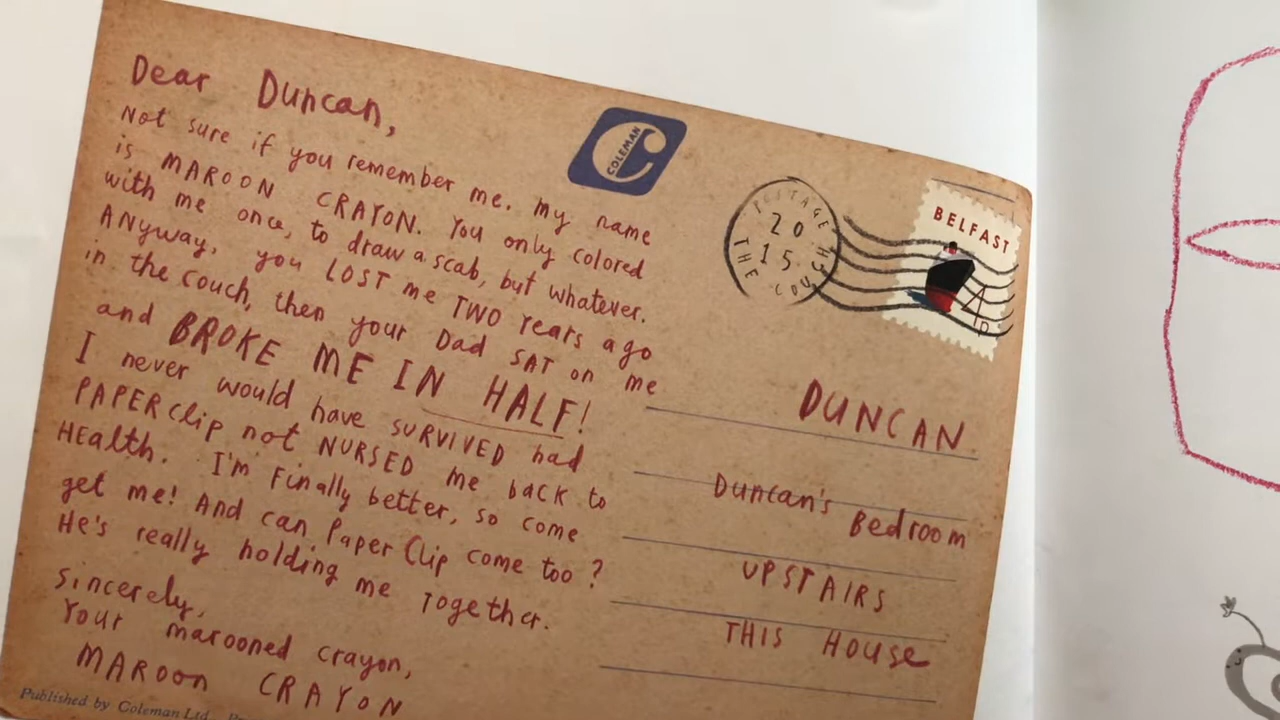 Dear Duncan,
Not sure if you remember me. My name
is MAROON CRAYON. You only colored
with me once, to draw a scab, but whatever.
ANyway, you LOST me TWO Years ago
in the couch, then your Dad SAT on me
and BROKE ME IN HALF!
I never would have SURVIVED had
PAPERClip not NURSED me back to
HEalth. I'm Finally better, so come
get me! And can Paper Clip come too?
He's really holding me Together.
Sincerely,
Your marooned crayon,
MARoon CRAYON
Published by Coleman Ltd.
COLEMAN
POSTAGE
20
15
THE COU
BELFAST
4p
DUNCAN.
Duncan's Bedroom
UPSTAIRS
THIS HOUSe